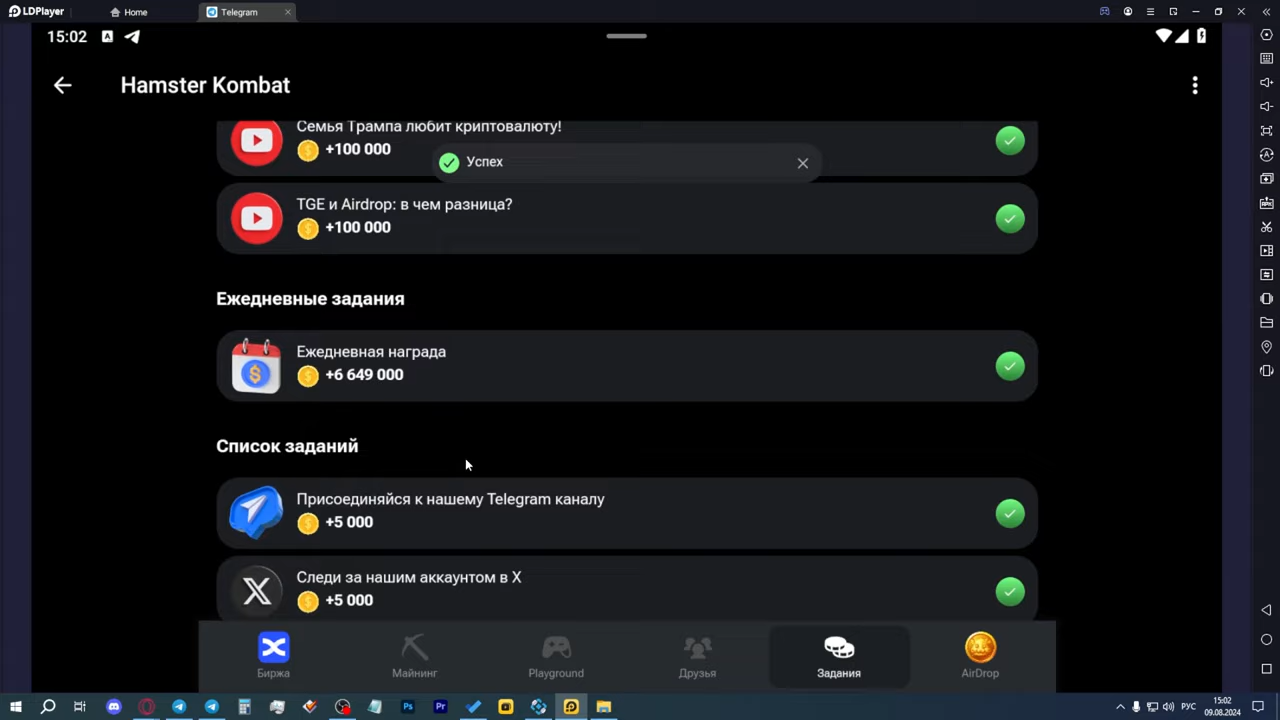 LDPlayer
Home
Telegram
15:02
A
Hamster Kombat
Семья Трампа любит криптовалюту!
+100 000
Успех
TGE и Airdrop: в чем разница?
+100 000
Ежедневные задания
Ежедневная награда
+6 649 000
Список заданий
Присоединяйся к нашему Telegram каналу
+5 000
Следи за нашим аккаунтом в X
+5 000
Биржа
Майнинг
Playground
Друзья
Задания
AirDrop
Ps
Pr
РУС
15:02
09.08.2024